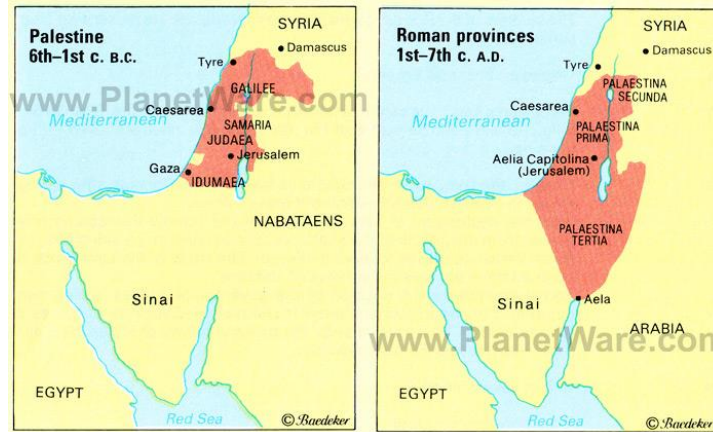 Palestine
6th–1st C. B.C.
SYRIA
Damascus
Tyre
GALILEE
www.PlanetWare.com
Caesarea
Mediterranean
SAMARIA
JUDAEA
Jerusalem
Gaza
IDUMAEA
NABATAENS
Sinai
EGYPT
Red Sea
© Baedeker
Roman provinces
1st–7th C. A.D.
SYRIA
Damascus
Tyre
PALAESTINA
SECUNDA
Caesarea
Mediterranean
PALAESTINA
PRIMA
Aelia Capitolina
(Jerusalem)
PALAESTINA
TERTIA
Sinai
Aela
ARABIA
www.PlanetWare.com
EGYPT
Red Sea
© Baedeker